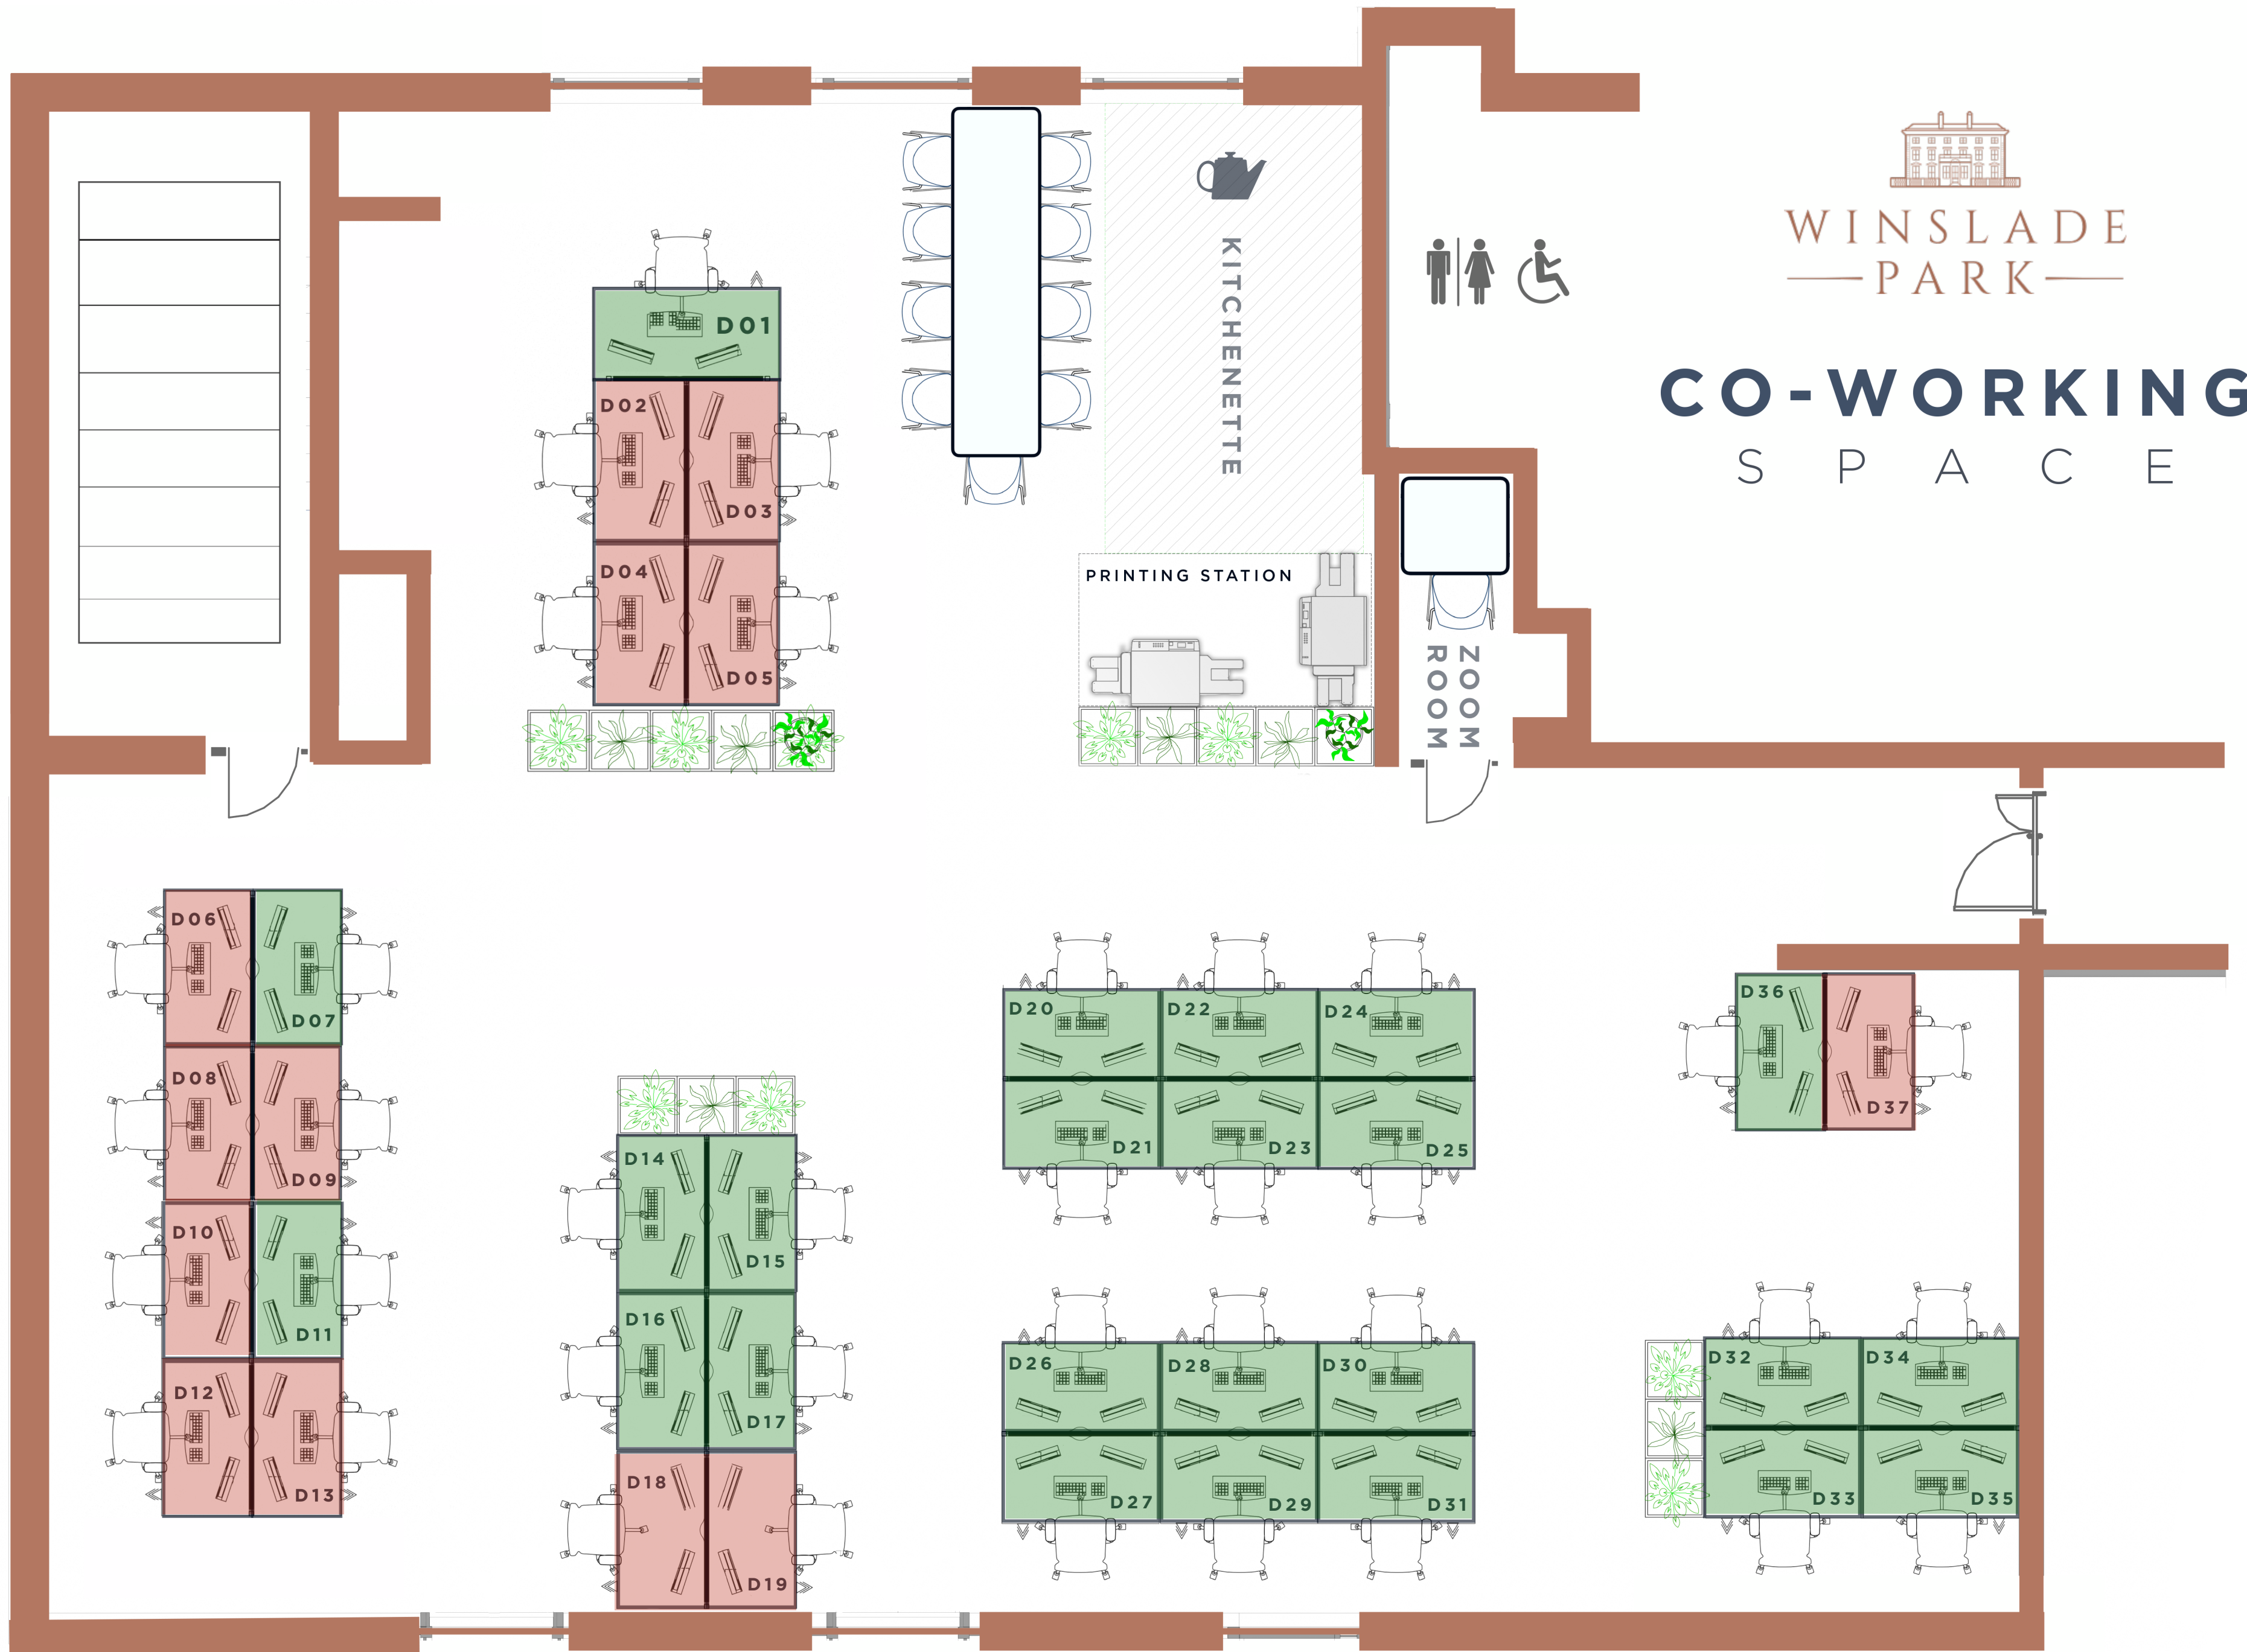 WINSLADE
PARK
CO-WORKING
SPACE
KITCHENETTE
PRINTING STATION
ZOOM
ROOM
D01
D02
D03
D04
D05
D06
D07
D08
D09
D10
D11
D12
D13
D14
D15
D16
D17
D18
D19
D20
D22
D24
D21
D23
D25
D26
D28
D30
D27
D29
D31
D36
D37
D32
D34
D33
D35